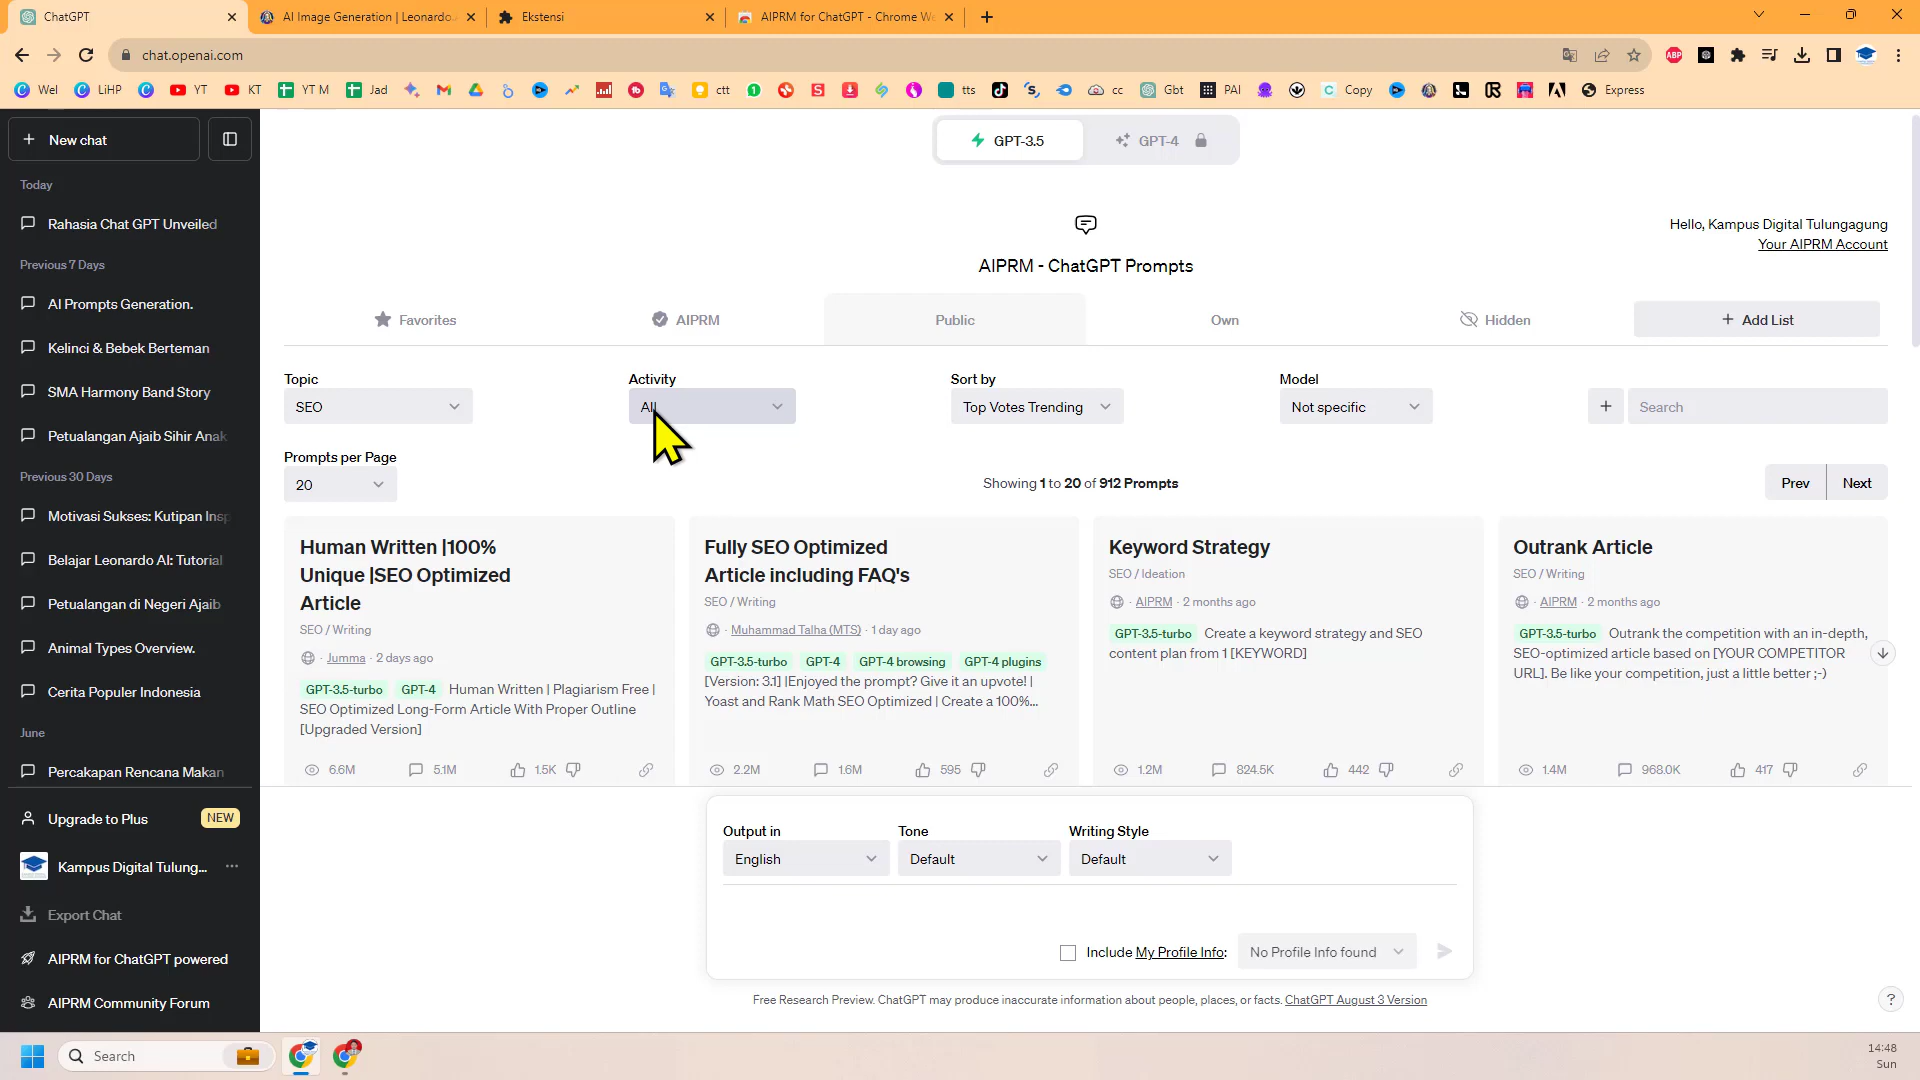 ChatGPT
AI Image Generation | Leonardo.
Ekstensi
AIPRM for ChatGPT - Chrome We
chat.openai.com
Wel
LiHP
YT
KT
YT M
Jad
ctt
tts
cc
Gbt
PAI
Copy
Express
New chat
GPT-3.5
GPT-4
Today
Rahasia Chat GPT Unveiled
Previous 7 Days
AI Prompts Generation.
Kelinci & Bebek Berteman
SMA Harmony Band Story
Petualangan Ajaib Sihir Anak
Previous 30 Days
Motivasi Sukses: Kutipan Insp
Belajar Leonardo AI: Tutorial
Petualangan di Negeri Ajaib
Animal Types Overview.
Cerita Populer Indonesia
June
Percakapan Rencana Makan
Upgrade to Plus
NEW
Kampus Digital Tulung...
Export Chat
AIPRM for ChatGPT powered
AIPRM Community Forum
Hello, Kampus Digital Tulungagung
Your AIPRM Account
AIPRM - ChatGPT Prompts
Favorites
AIPRM
Public
Own
Hidden
Add List
Topic
SEO
Activity
All
Sort by
Top Votes Trending
Model
Not specific
Search
Prompts per Page
20
Showing 1 to 20 of 912 Prompts
Prev
Next
Human Written |100%
Unique |SEO Optimized
Article
SEO / Writing
· Jumma · 2 days ago
GPT-3.5-turbo GPT-4 Human Written | Plagiarism Free |
SEO Optimized Long-Form Article With Proper Outline
[Upgraded Version]
6.6M
5.1M
1.5K
Fully SEO Optimized
Article including FAQ's
SEO / Writing
· Muhammad Talha (MTS) · 1 day ago
GPT-3.5-turbo GPT-4 GPT-4 browsing GPT-4 plugins
[Version: 3.1] |Enjoyed the prompt? Give it an upvote! |
Yoast and Rank Math SEO Optimized | Create a 100%...
2.2M
1.6M
595
Keyword Strategy
SEO / Ideation
· AIPRM · 2 months ago
GPT-3.5-turbo Create a keyword strategy and SEO
content plan from 1 [KEYWORD]
1.2M
824.5K
442
Outrank Article
SEO / Writing
· AIPRM · 2 months ago
GPT-3.5-turbo Outrank the competition with an in-depth,
SEO-optimized article based on [YOUR COMPETITOR
URL]. Be like your competition, just a little better ;-)
1.4M
968.0K
417
Output in
English
Tone
Default
Writing Style
Default
Include My Profile Info:
No Profile Info found
Free Research Preview. ChatGPT may produce inaccurate information about people, places, or facts. ChatGPT August 3 Version
?
Search
14:48
Sun